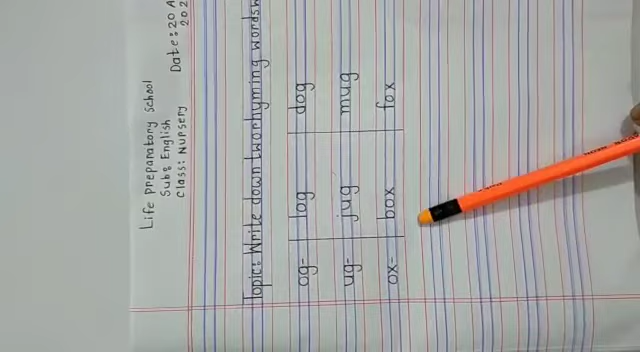 Life preparatory school
Sub: English
Class: Nursery Date: 20
Topic: Write down two rhyming words
og- log dog
ug- jug mug
ox- box fox